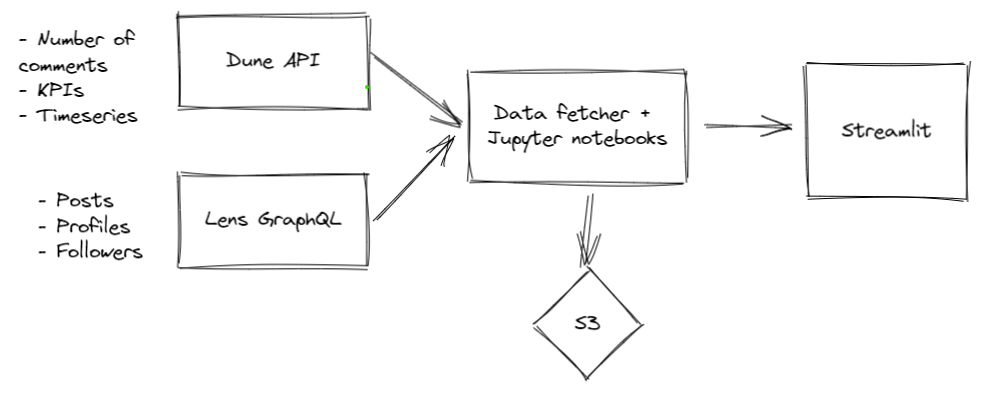 - Number of
comments
- KPIs
- Timeseries
Dune API
- Posts
- Profiles
- Followers
Lens GraphQL
Data fetcher +
Jupyter notebooks
Streamlit
S3